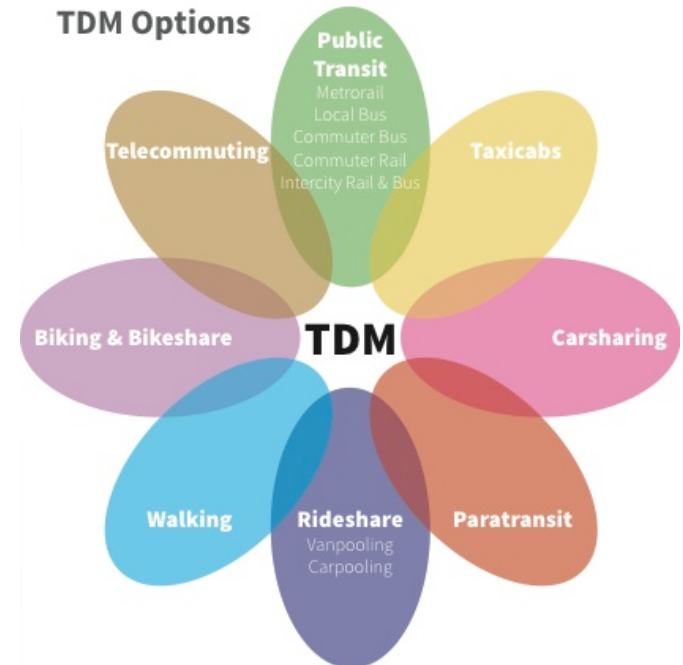 TDM Options
Public
Transit
Metrorail
Local Bus
Commuter Bus
Commuter Rail
Intercity Rail & Bus
Telecommuting
Taxicabs
Biking & Bikeshare
TDM
Carsharing
Walking
Rideshare
Vanpooling
Carpooling
Paratransit